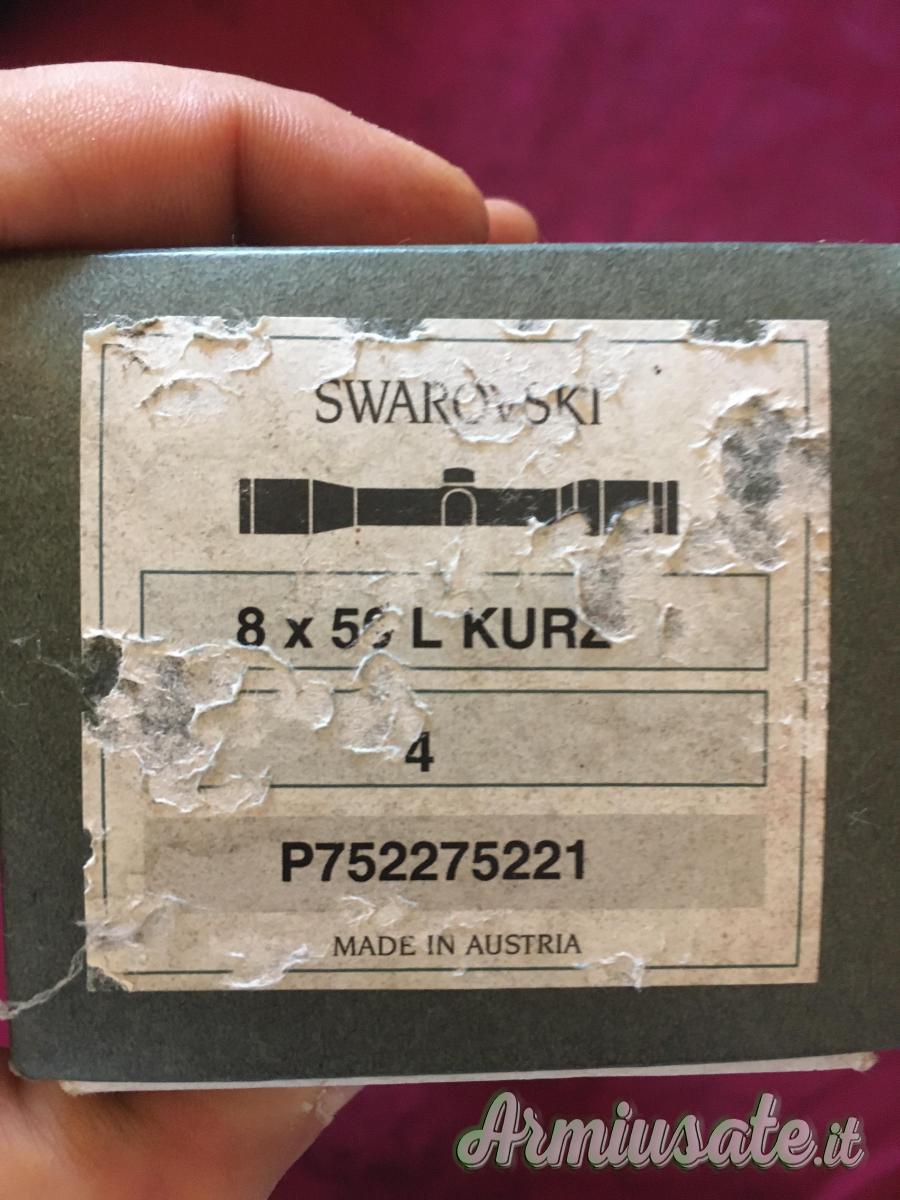 SWAROVSKI
8 x 56 L KURZ
4
P752275221
MADE IN AUSTRIA
Armiusate.it